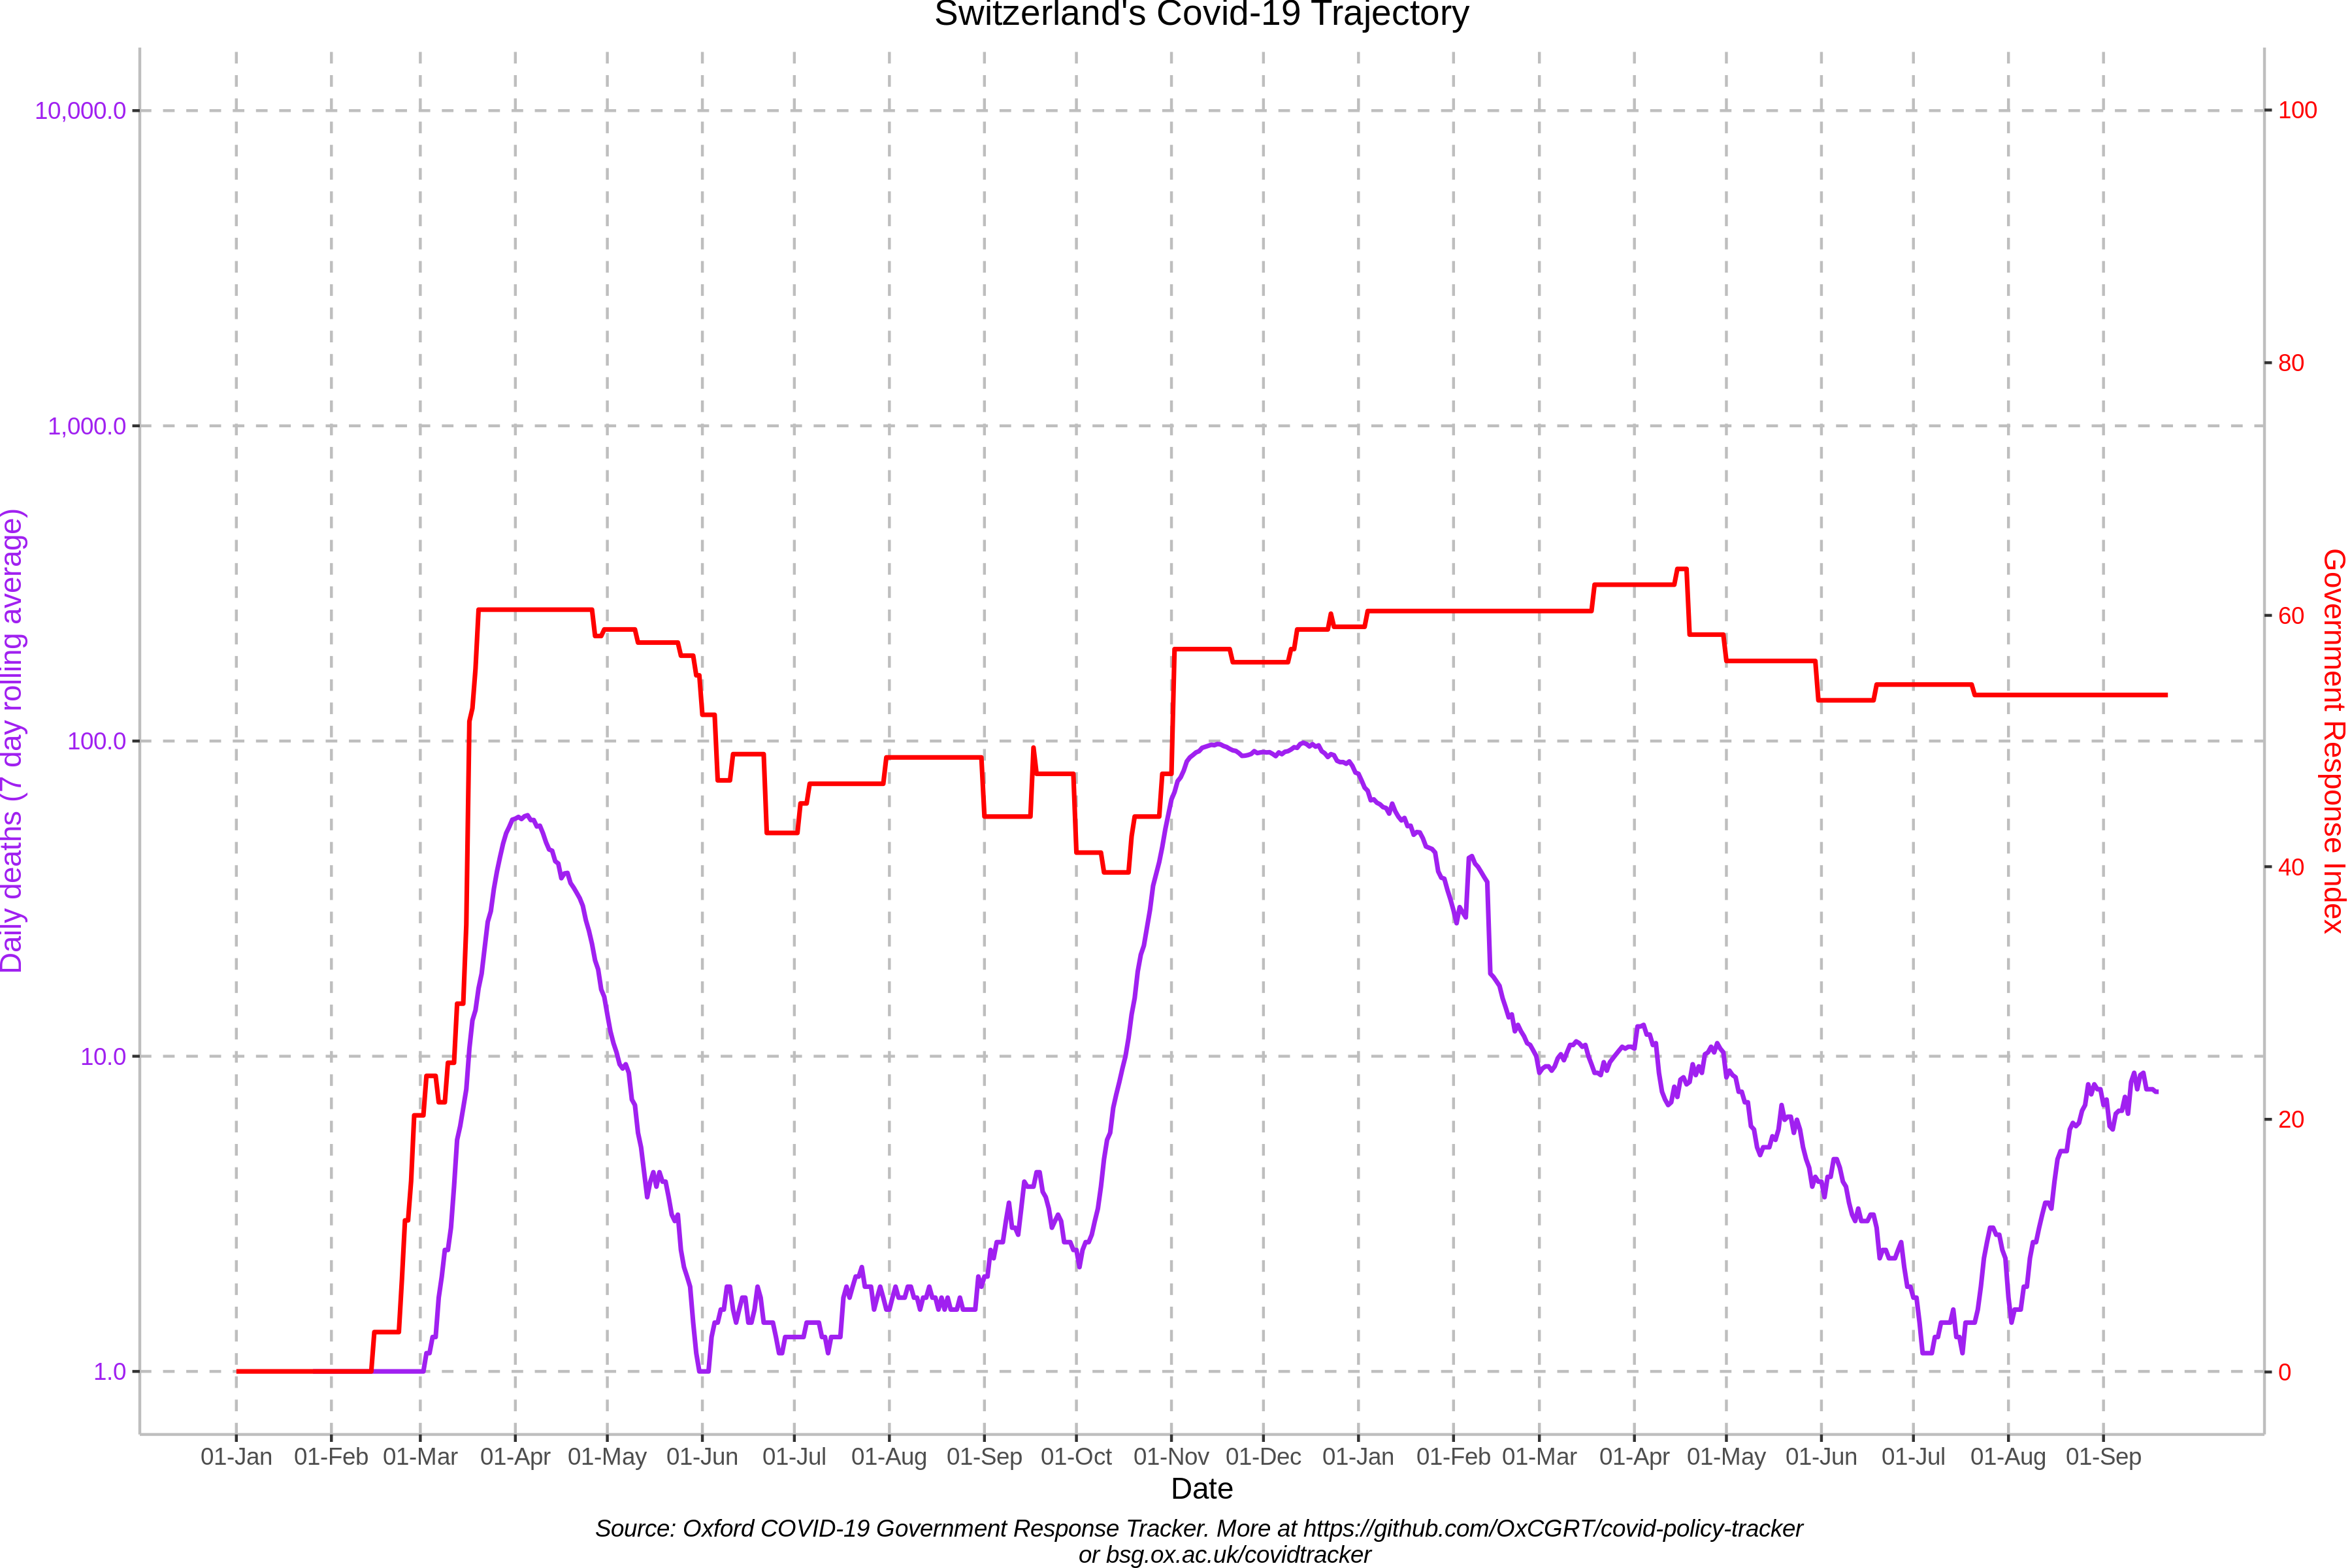 Switzerland's Covid-19 Trajectory
10,000.0
1,000.0
100.0
10.0
1.0
Daily deaths (7 day rolling average)
100
80
60
40
20
0
Government Response Index
01-Jan 01-Feb 01-Mar 01-Apr 01-May 01-Jun 01-Jul 01-Aug 01-Sep 01-Oct 01-Nov 01-Dec 01-Jan 01-Feb 01-Mar 01-Apr 01-May 01-Jun 01-Jul 01-Aug 01-Sep
Date
Source: Oxford COVID-19 Government Response Tracker. More at https://github.com/OxCGRT/covid-policy-tracker
or bsg.ox.ac.uk/covidtracker